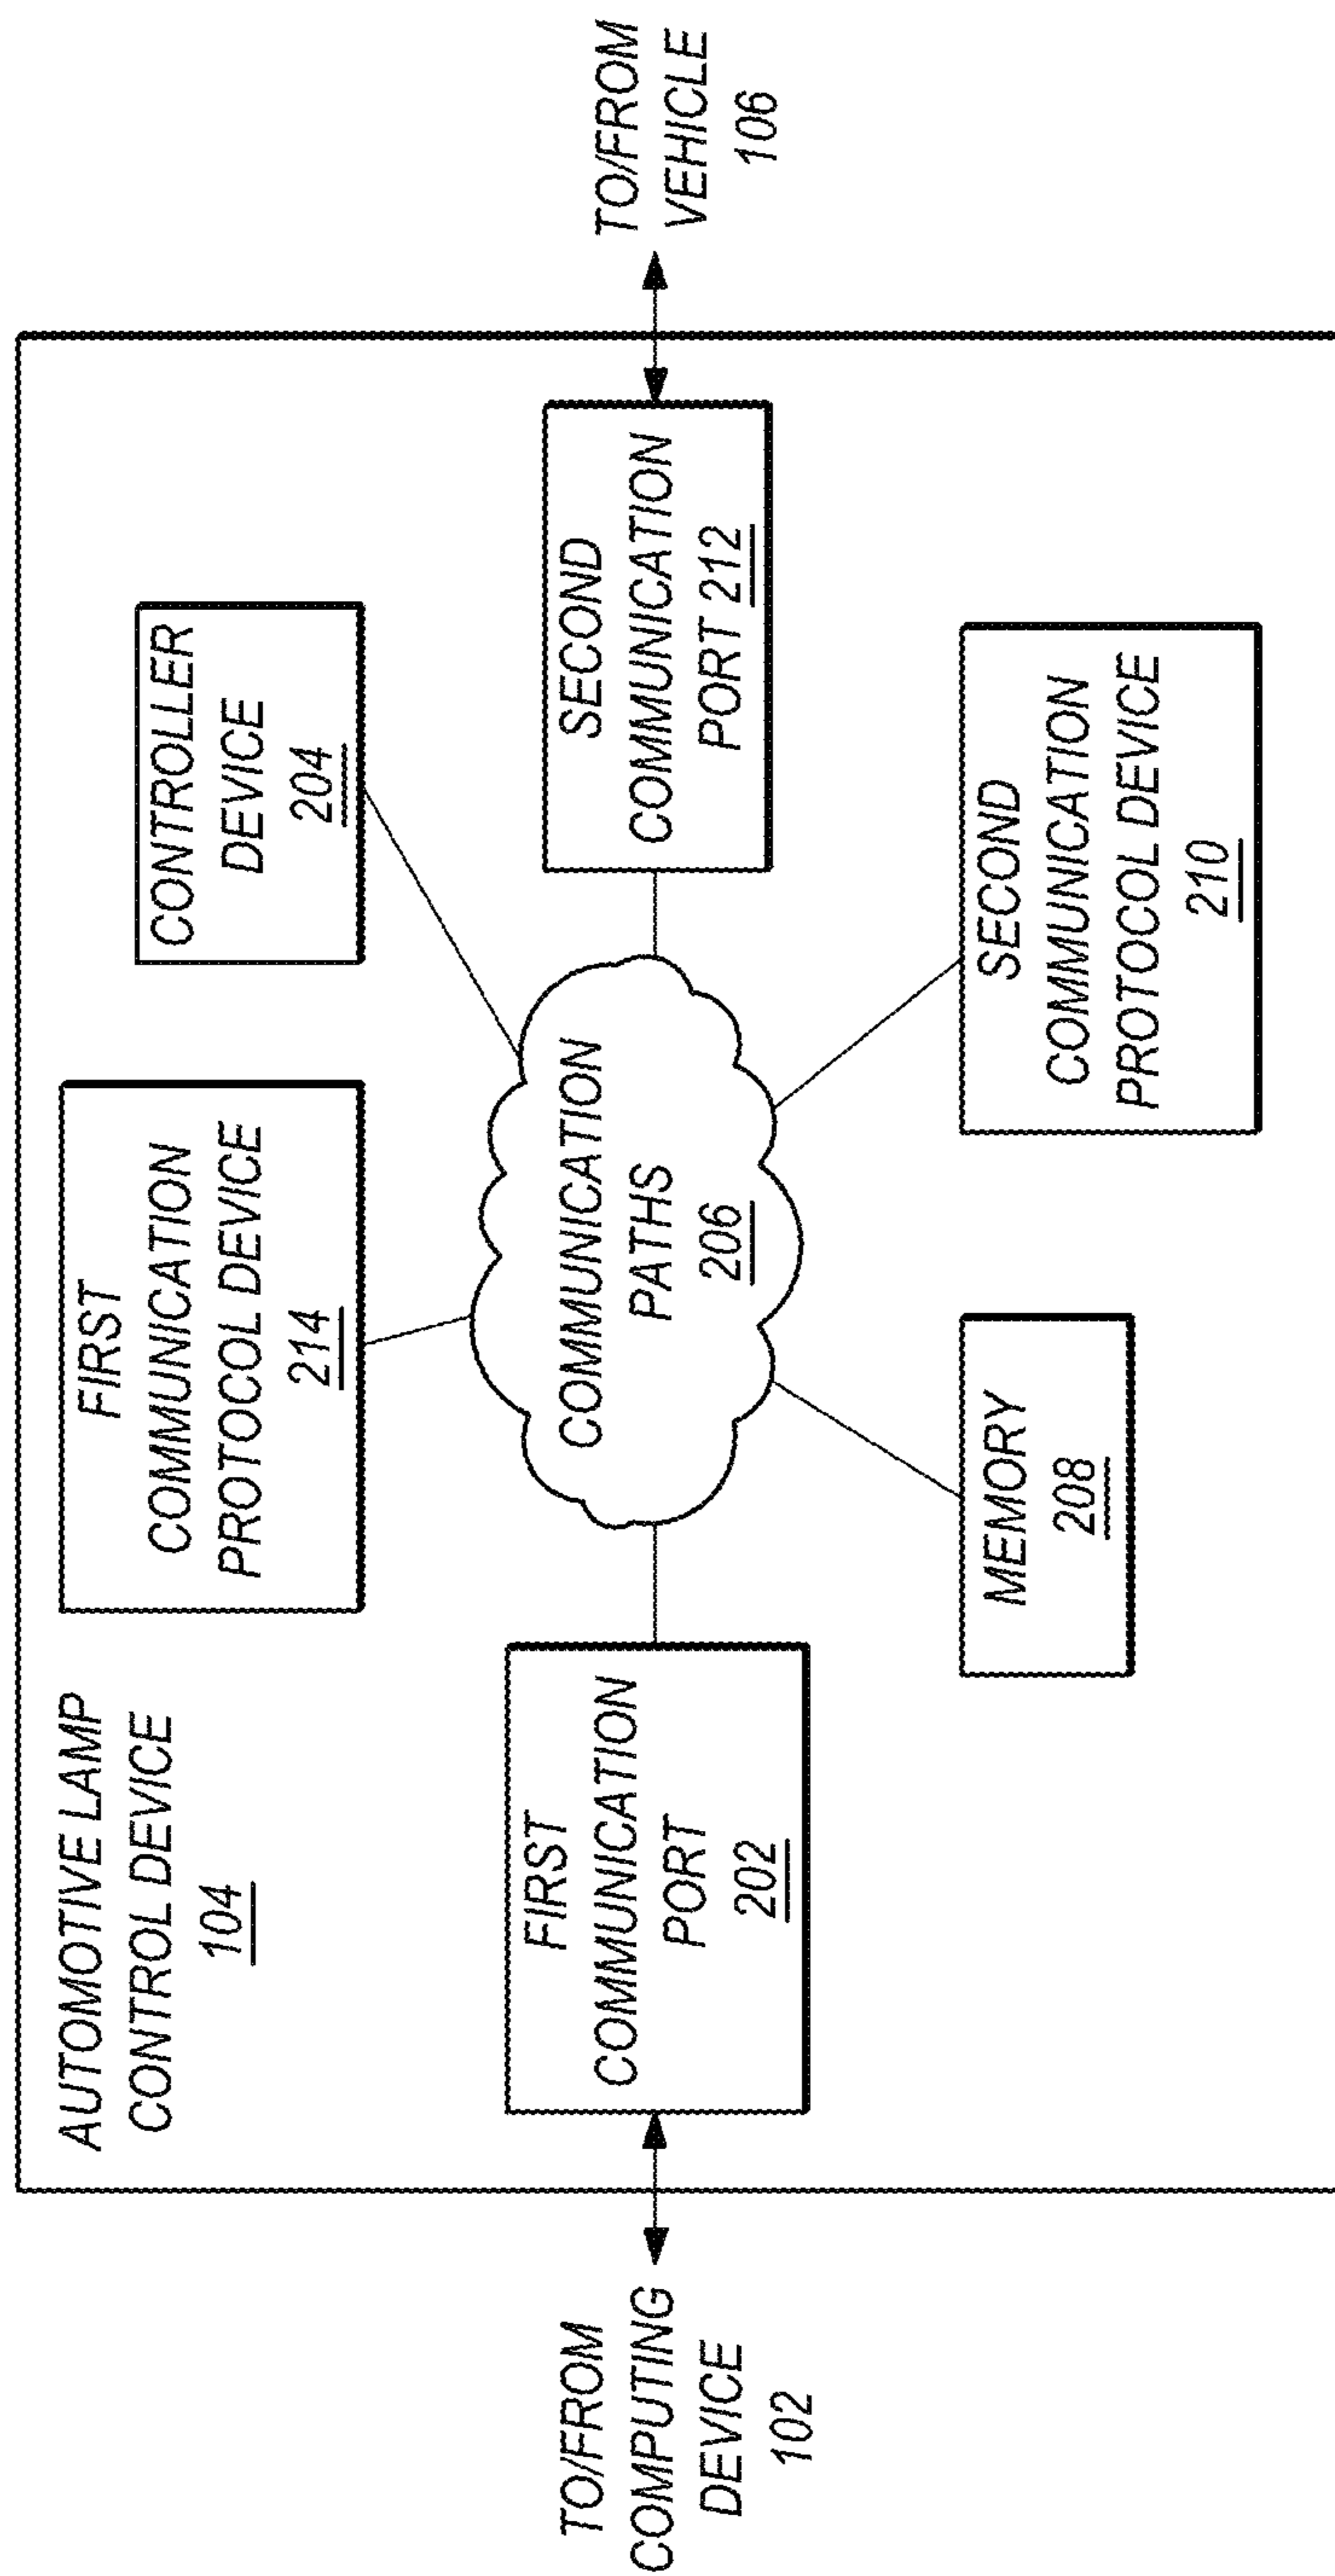 AUTOMOTIVE LAMP
CONTROL DEVICE
104
FIRST
COMMUNICATION
PROTOCOL DEVICE
214
CONTROLLER
DEVICE
204
TO/FROM
COMPUTING
DEVICE
102
FIRST
COMMUNICATION
PORT
202
COMMUNICATION
PATHS
206
SECOND
COMMUNICATION
PORT 212
TO/FROM
VEHICLE
106
MEMORY
208
SECOND
COMMUNICATION
PROTOCOL DEVICE
210